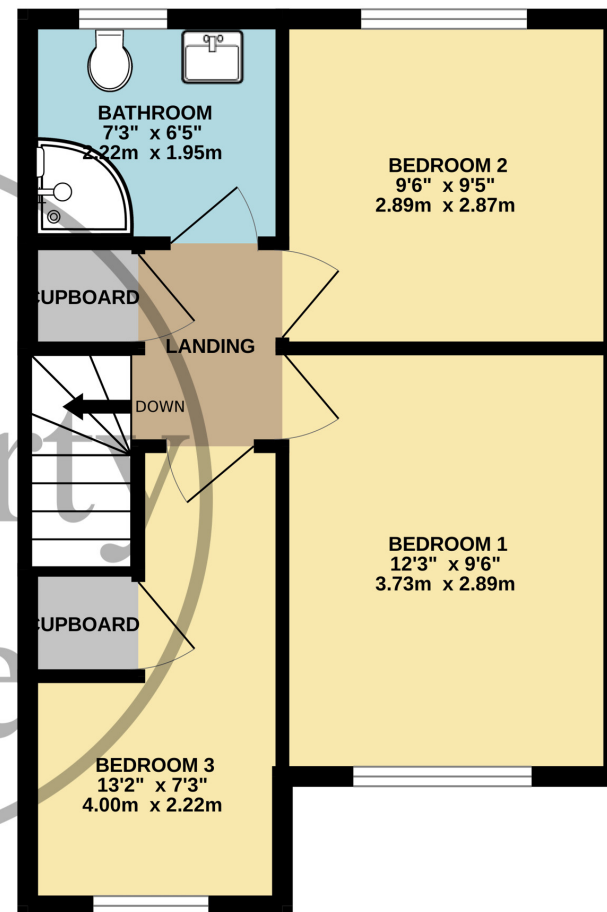 BATHROOM
7'3" x 6'5"
2.22m x 1.95m
BEDROOM 2
9'6" x 9'5"
2.89m x 2.87m
CUPBOARD
LANDING
DOWN
BEDROOM 1
12'3" x 9'6"
3.73m x 2.89m
CUPBOARD
BEDROOM 3
13'2" x 7'3"
4.00m x 2.22m